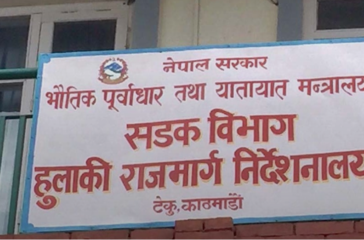 नेपाल सरकार
भौतिक पूर्वाधार तथा यातायात मन्त्रालय
सडक विभाग
हुलाकी राजमार्ग निर्देशनालय
टेकु, काठमाडौं